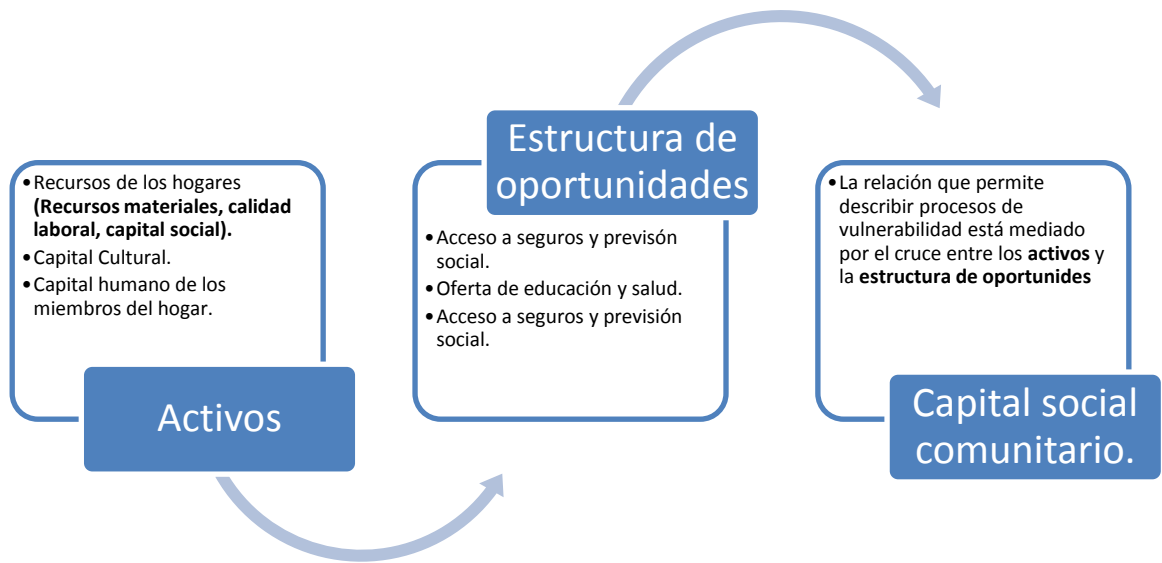 •Recursos de los hogares
(Recursos materiales, calidad
laboral, capital social).
•Capital Cultural.
•Capital humano de los
miembros del hogar.
Activos
Estructura de
oportunidades
•Acceso a seguros y previsón
social.
•Oferta de educación y salud.
•Acceso a seguros y previsión
social.
•La relación que permite
describir procesos de
vulnerabilidad está mediado
por el cruce entre los activos y
la estructura de oportunides
Capital social
comunitario.